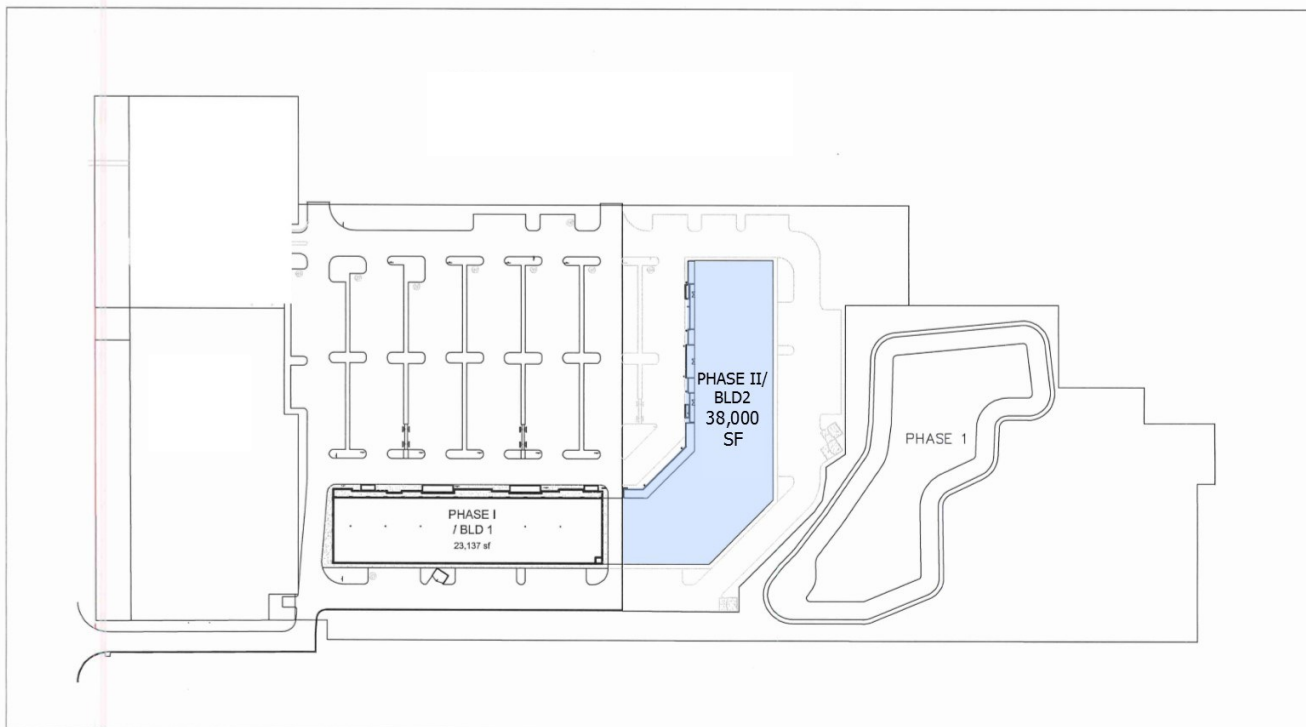 PHASE II/
BLD2
38,000
SF
PHASE 1
PHASE I
/ BLD 1
23,137 sf